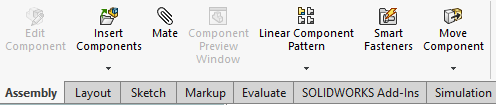 Edit Component
Insert Components
Mate
Component Preview Window
Linear Component Pattern
Smart Fasteners
Move Component
Assembly
Layout
Sketch
Markup
Evaluate
SOLIDWORKS Add-Ins
Simulation